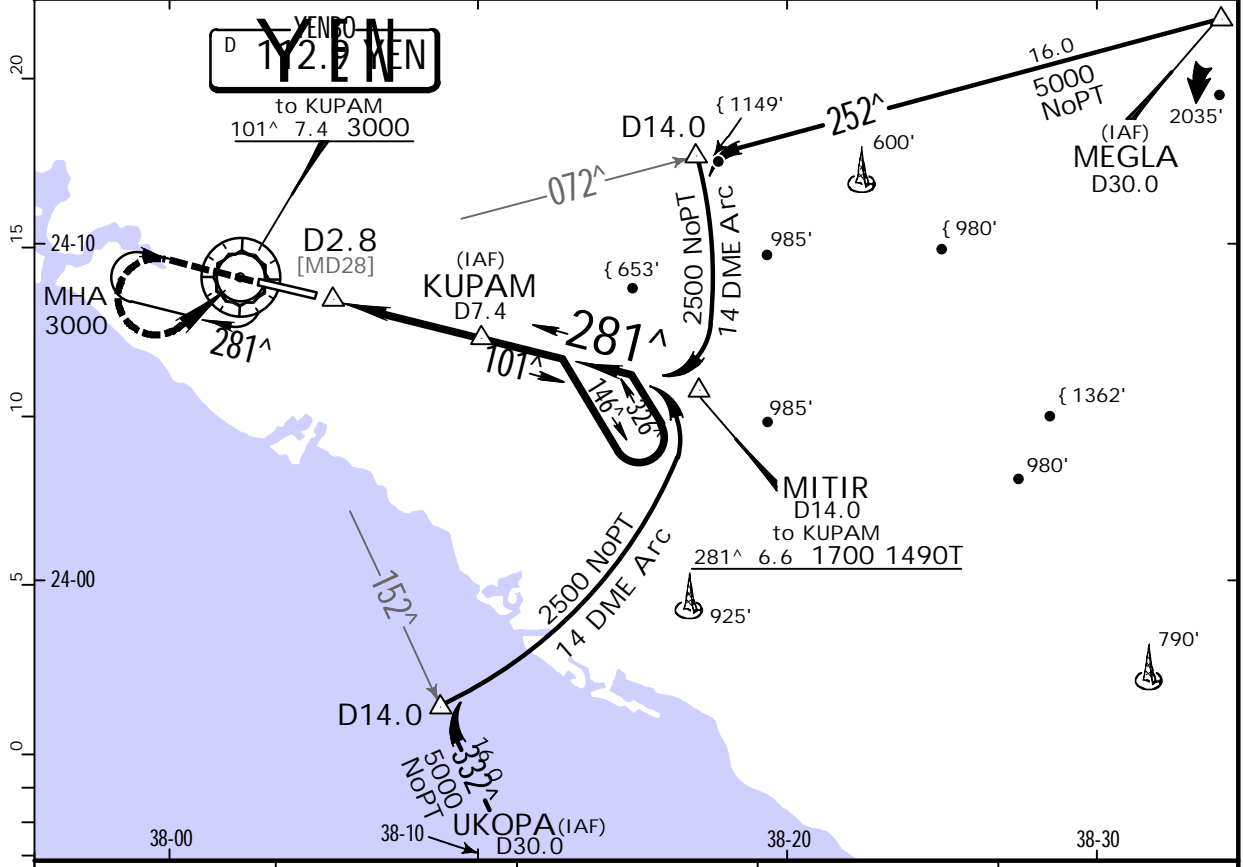 YENBO
D 112.9 YEN
YEN
to KUPAM
101^ 7.4 3000
20
15
10
5
0
24-10
24-00
16.0
5000
NoPT
252^
2035'
(IAF)
MEGLA
D30.0
{ 1149'
D14.0
600'
072^
2500 NoPT
14 DME Arc
985'
{ 980'
{ 653'
D2.8
[MD28]
(IAF)
KUPAM
D7.4
MHA
3000
281^
281^
101^
146^
326^
985'
{ 1362'
980'
MITIR
D14.0
to KUPAM
281^ 6.6 1700 1490T
925'
790'
152^
2500 NoPT
14 DME Arc
D14.0
16.0
332^
5000
NoPT
UKOPA (IAF)
D30.0
38-00
38-10
38-20
38-30